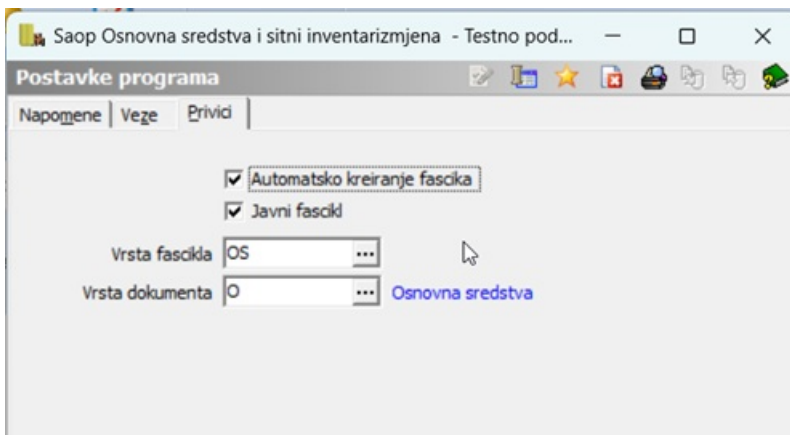 Saop Osnovna sredstva i sitni inventarizmjena - Testno pod...
Postavke programa
Napomene Veze Privici
Automatsko kreiranje fascika
Javni fascikl
Vrsta fascikla OS ...
Vrsta dokumenta O ... Osnovna sredstva